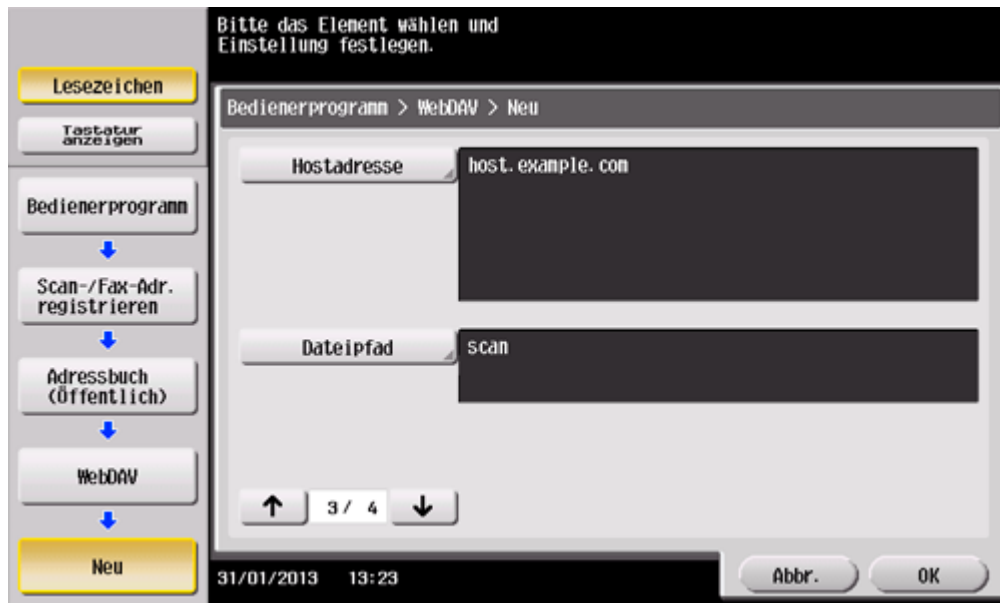 Bitte das Element wählen und
Einstellung festlegen.
Lesezeichen
Tastatur
anzeigen
Bedienerprogramm
Scan-/Fax-Adr.
registrieren
Adressbuch
(Öffentlich)
WebDAV
Neu
Bedienerprogramm > WebDAV > Neu
Hostadresse
host.example.com
Dateipfad
scan
3/ 4
31/01/2013 13:23
Abbr.
OK